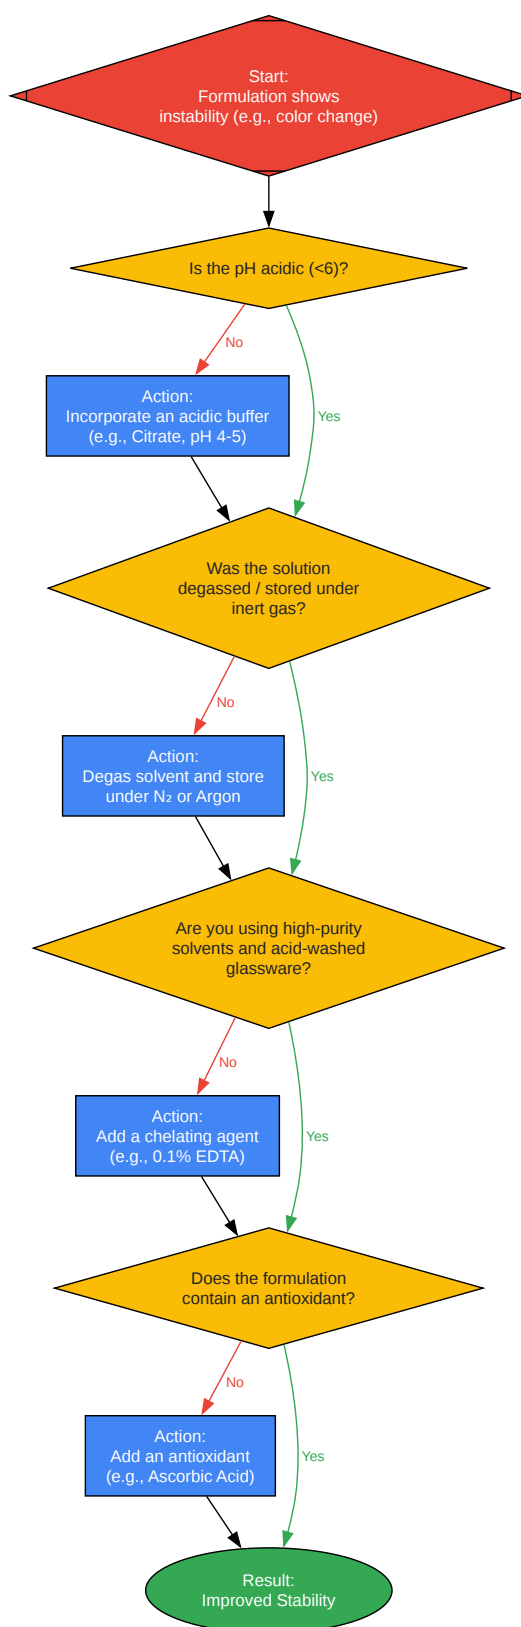 Start:
Formulation shows
instability (e.g., color change)
Is the pH acidic (<6)?
No
Yes
Action:
Incorporate an acidic buffer
(e.g., Citrate, pH 4-5)
Was the solution
degassed / stored under
inert gas?
No
Yes
Action:
Degas solvent and store
under N₂ or Argon
Are you using high-purity
solvents and acid-washed
glassware?
No
Yes
Action:
Add a chelating agent
(e.g., 0.1% EDTA)
Does the formulation
contain an antioxidant?
No
Yes
Action:
Add an antioxidant
(e.g., Ascorbic Acid)
Result:
Improved Stability